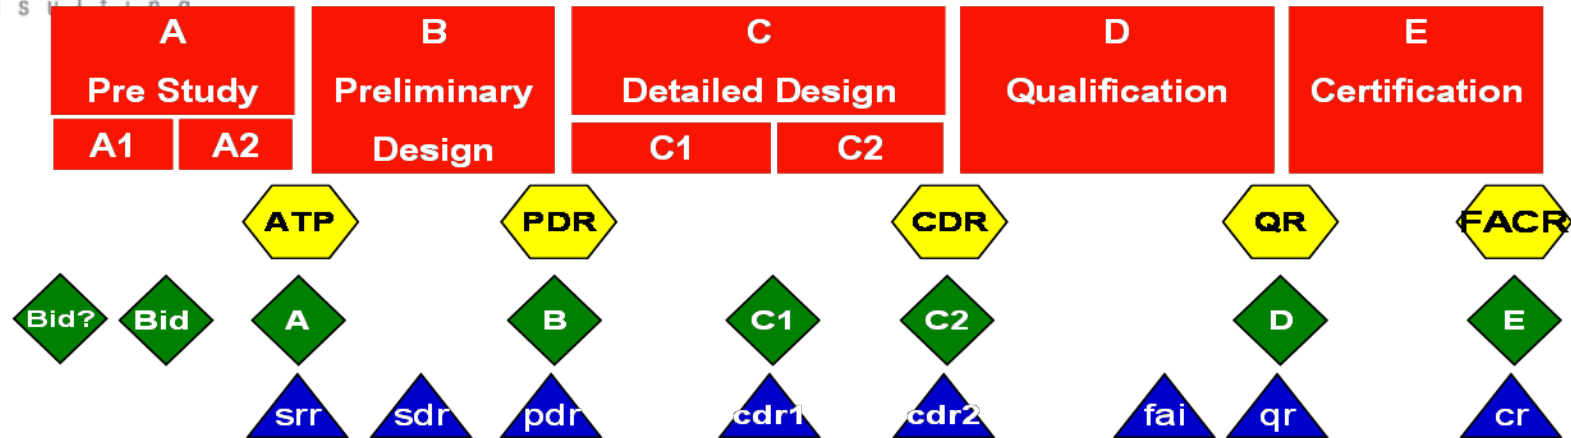 s u l t i n g
A B C D E
Pre Study Preliminary Detailed Design Qualification Certification
A1 A2 Design C1 C2
ATP PDR CDR QR FACR
Bid? Bid A B C1 C2 D E
srr sdr pdr cdr1 cdr2 fai qr cr